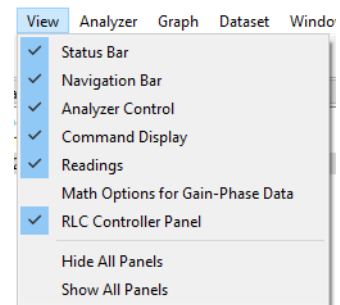 View Analyzer Graph Dataset
Status Bar
Navigation Bar
Analyzer Control
Command Display
Readings
Math Options for Gain-Phase Data
RLC Controller Panel
Hide All Panels
Show All Panels